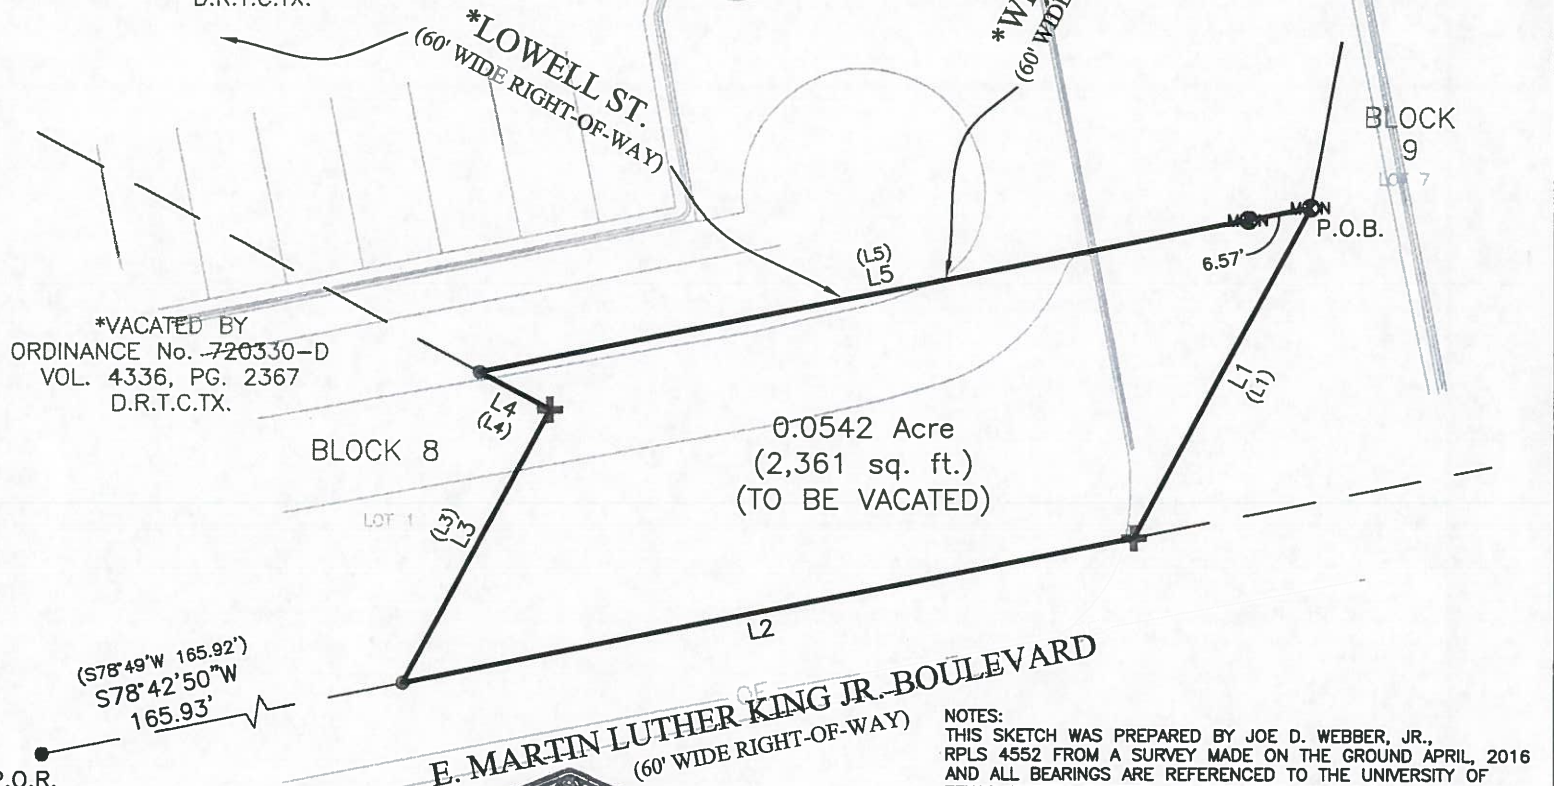 D.R.T.C.TX.
*LOWELL ST.
(60' WIDE RIGHT-OF-WAY)
(60' WIDE
BLOCK
9
LOT 7
MON MON
P.O.B.
6.57'
(L5)
L5
*VACATED BY
ORDINANCE No. 720330-D
VOL. 4336, PG. 2367
D.R.T.C.TX.
L4
(L4)
L1
(L1)
BLOCK 8
0.0542 Acre
(2,361 sq. ft.)
(TO BE VACATED)
LOT 1
(L3)
L3
L2
(S78°49'W 165.92')
S78°42'50"W
165.93'
OF
E. MARTIN LUTHER KING JR. BOULEVARD
(60' WIDE RIGHT-OF-WAY)
P.O.R.
NOTES:
THIS SKETCH WAS PREPARED BY JOE D. WEBBER, JR.,
RPLS 4552 FROM A SURVEY MADE ON THE GROUND APRIL, 2016
AND ALL BEARINGS ARE REFERENCED TO THE UNIVERSITY OF